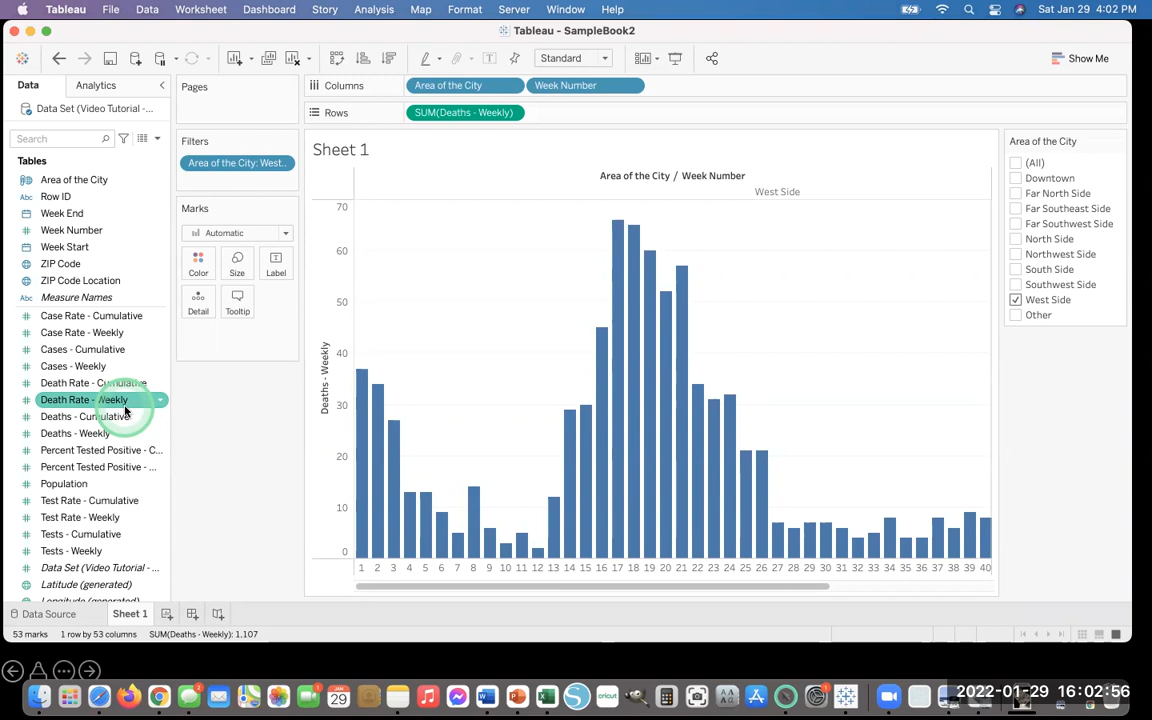 Tableau File Data Worksheet Dashboard Story Analysis Map Format Server Window Help Sat Jan 29 4:02 PM
Tableau - SampleBook2
Standard Show Me
Data Analytics
Data Set (Video Tutorial -...
Search
Tables
Area of the City
Row ID
Week End
Week Number
Week Start
ZIP Code
ZIP Code Location
Measure Names
Case Rate - Cumulative
Case Rate - Weekly
Cases - Cumulative
Cases - Weekly
Death Rate - Cumulative
Death Rate - Weekly
Deaths - Cumulative
Deaths - Weekly
Percent Tested Positive - C...
Percent Tested Positive - ...
Population
Test Rate - Cumulative
Test Rate - Weekly
Tests - Cumulative
Tests - Weekly
Data Set (Video Tutorial - ...
Latitude (generated)
Longitude (generated)
Pages
Filters
Area of the City: West..
Marks
Automatic
Color Size Label
Detail Tooltip
Columns Area of the City Week Number
Rows SUM(Deaths - Weekly)
Sheet 1
Area of the City / Week Number
West Side
Deaths - Weekly
70
60
50
40
30
20
10
0
1 2 3 4 5 6 7 8 9 10 11 12 13 14 15 16 17 18 19 20 21 22 23 24 25 26 27 28 29 30 31 32 33 34 35 36 37 38 39 40
Area of the City
(All)
Downtown
Far North Side
Far Southeast Side
Far Southwest Side
North Side
Northwest Side
South Side
Southwest Side
West Side
Other
Data Source Sheet 1
53 marks 1 row by 53 columns SUM(Deaths - Weekly): 1,107
2022-01-29 16:02:56